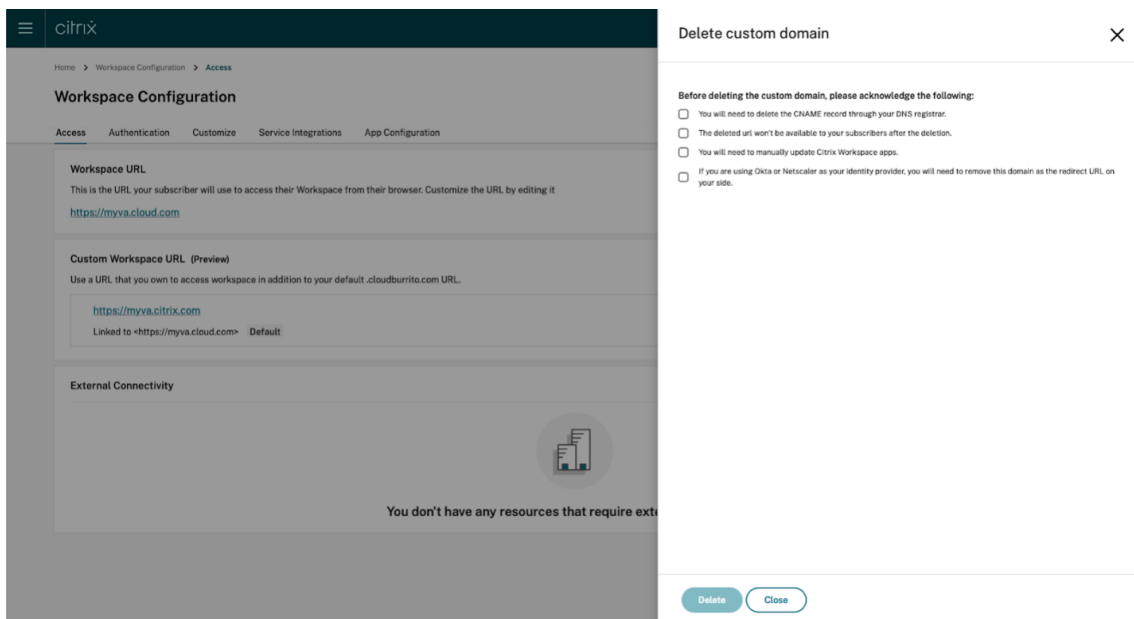 citrix
Home > Workspace Configuration > Access
Workspace Configuration
Access Authentication Customize Service Integrations App Configuration
Workspace URL
This is the URL your subscriber will use to access their Workspace from their browser. Customize the URL by editing it
https://myva.cloud.com
Custom Workspace URL (Preview)
Use a URL that you own to access workspace in addition to your default .cloudburrito.com URL.
https://myva.citrix.com
Linked to <https://myva.cloud.com> Default
External Connectivity
You don't have any resources that require exte
Delete custom domain
Before deleting the custom domain, please acknowledge the following:
You will need to delete the CNAME record through your DNS registrar.
The deleted url won't be available to your subscribers after the deletion.
You will need to manually update Citrix Workspace apps.
If you are using Okta or Netscaler as your identity provider, you will need to remove this domain as the redirect URL on
your side.
Delete Close